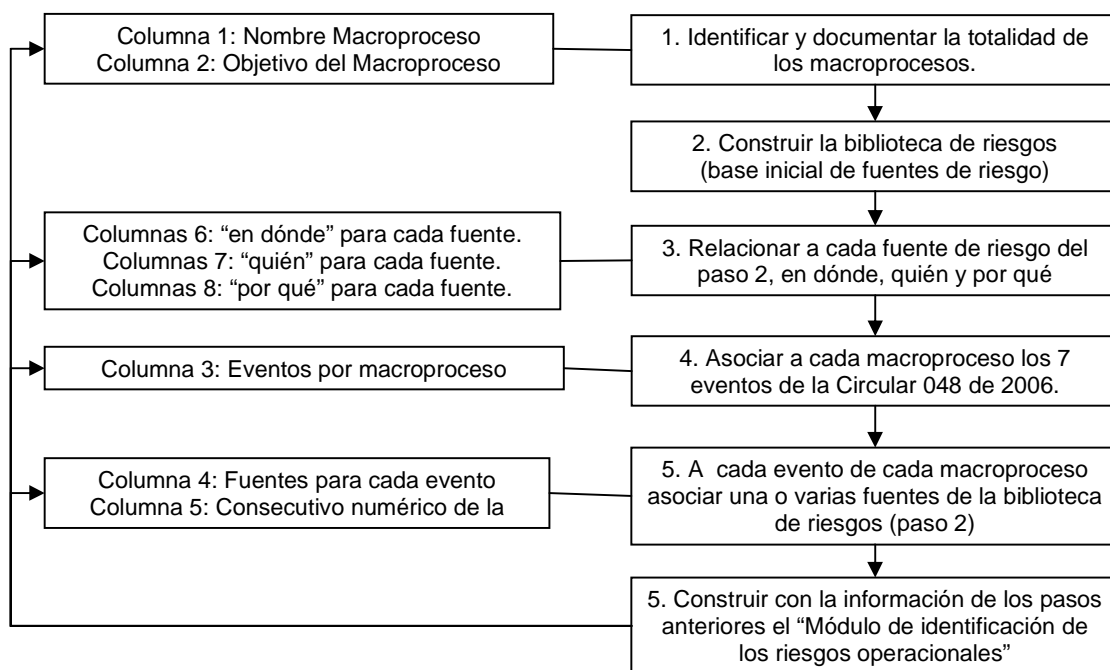 Columna 1: Nombre Macroproceso
Columna 2: Objetivo del Macroproceso
1. Identificar y documentar la totalidad de
los macroprocesos.
2. Construir la biblioteca de riesgos
(base inicial de fuentes de riesgo)
Columnas 6: “en dónde” para cada fuente.
Columnas 7: “quién” para cada fuente.
Columnas 8: “por qué” para cada fuente.
3. Relacionar a cada fuente de riesgo del
paso 2, en dónde, quién y por qué
Columna 3: Eventos por macroproceso
4. Asociar a cada macroproceso los 7
eventos de la Circular 048 de 2006.
Columna 4: Fuentes para cada evento
Columna 5: Consecutivo numérico de la
5. A cada evento de cada macroproceso
asociar una o varias fuentes de la biblioteca
de riesgos (paso 2)
5. Construir con la información de los pasos
anteriores el “Módulo de identificación de
los riesgos operacionales”